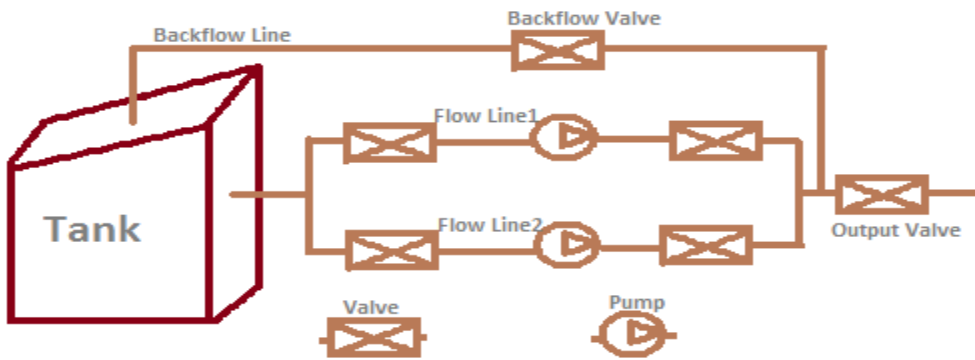 Backflow Valve
Backflow Line
Flow Line1
Tank
Flow Line2
Output Valve
Valve
Pump